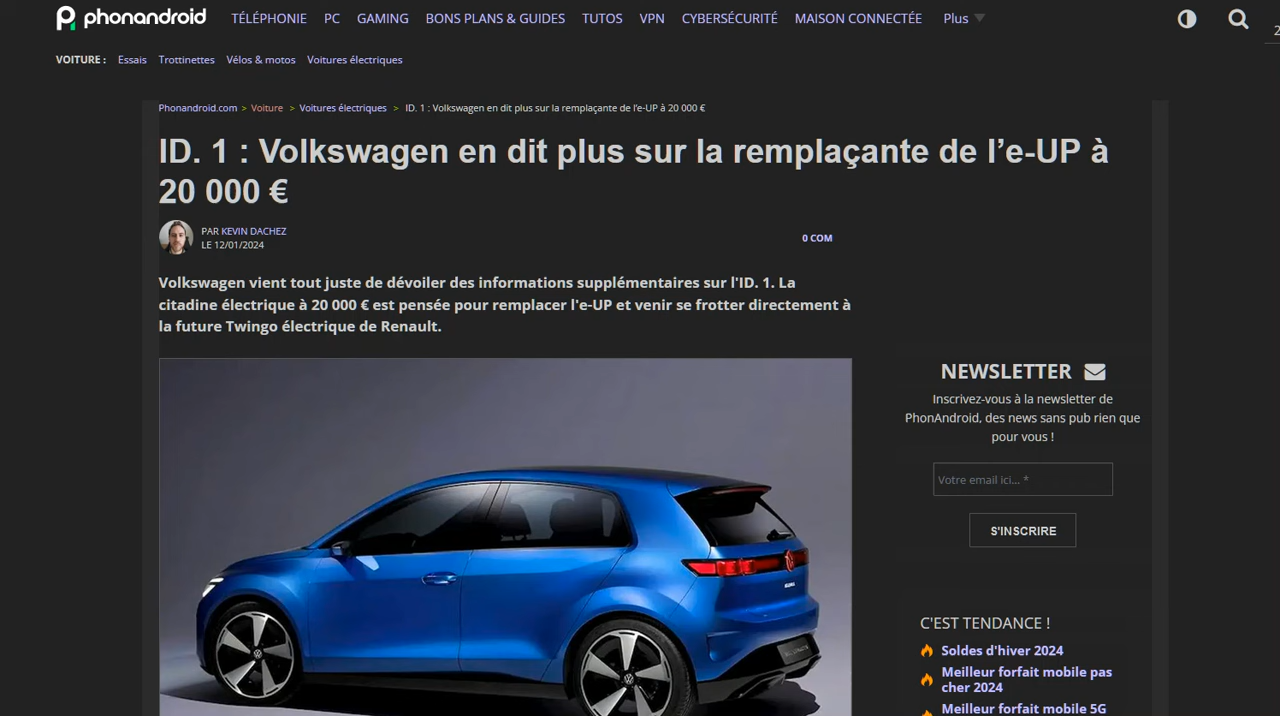 phonandroid TÉLÉPHONIE PC GAMING BONS PLANS & GUIDES TUTOS VPN CYBERSÉCURITÉ MAISON CONNECTÉE Plus
VOITURE : Essais Trottinettes Vélos & motos Voitures électriques
Phonandroid.com > Voiture > Voitures électriques > ID. 1 : Volkswagen en dit plus sur la remplaçante de l’e-UP à 20 000 €
ID. 1 : Volkswagen en dit plus sur la remplaçante de l’e-UP à
20 000 €
PAR KEVIN DACHEZ
LE 12/01/2024
0 COM
Volkswagen vient tout juste de dévoiler des informations supplémentaires sur l'ID. 1. La
citadine électrique à 20 000 € est pensée pour remplacer l'e-UP et venir se frotter directement à
la future Twingo électrique de Renault.
NEWSLETTER
Inscrivez-vous à la newsletter de
PhonAndroid, des news sans pub rien que
pour vous !
Votre email ici... *
S'INSCRIRE
C'EST TENDANCE !
Soldes d'hiver 2024
Meilleur forfait mobile pas
cher 2024
Meilleur forfait mobile 5G